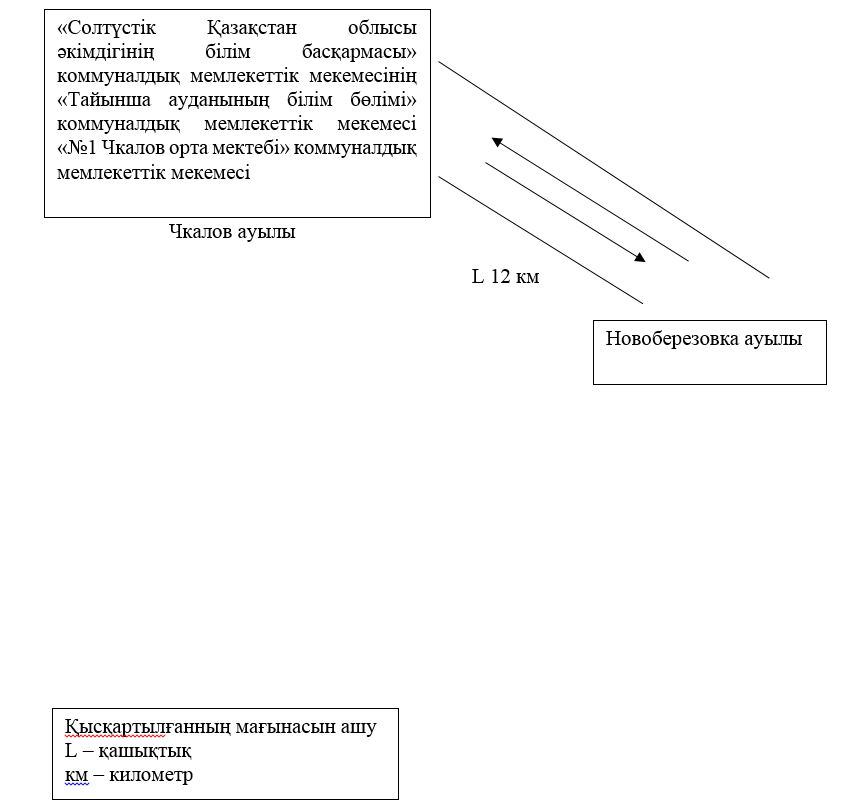 «Солтүстік Қазақстан облысы
әкімдігінің білім басқармасы»
коммуналдық мемлекеттік мекемесінің
«Тайынша ауданының білім бөлімі»
коммуналдық мемлекеттік мекемесі
«№1 Чкалов орта мектебі» коммуналдық
мемлекеттік мекемесі
Чкалов ауылы
L 12 км
Новоберезовка ауылы
Қысқартылғанның мағынасын ашу
L – қашықтық
км – километр